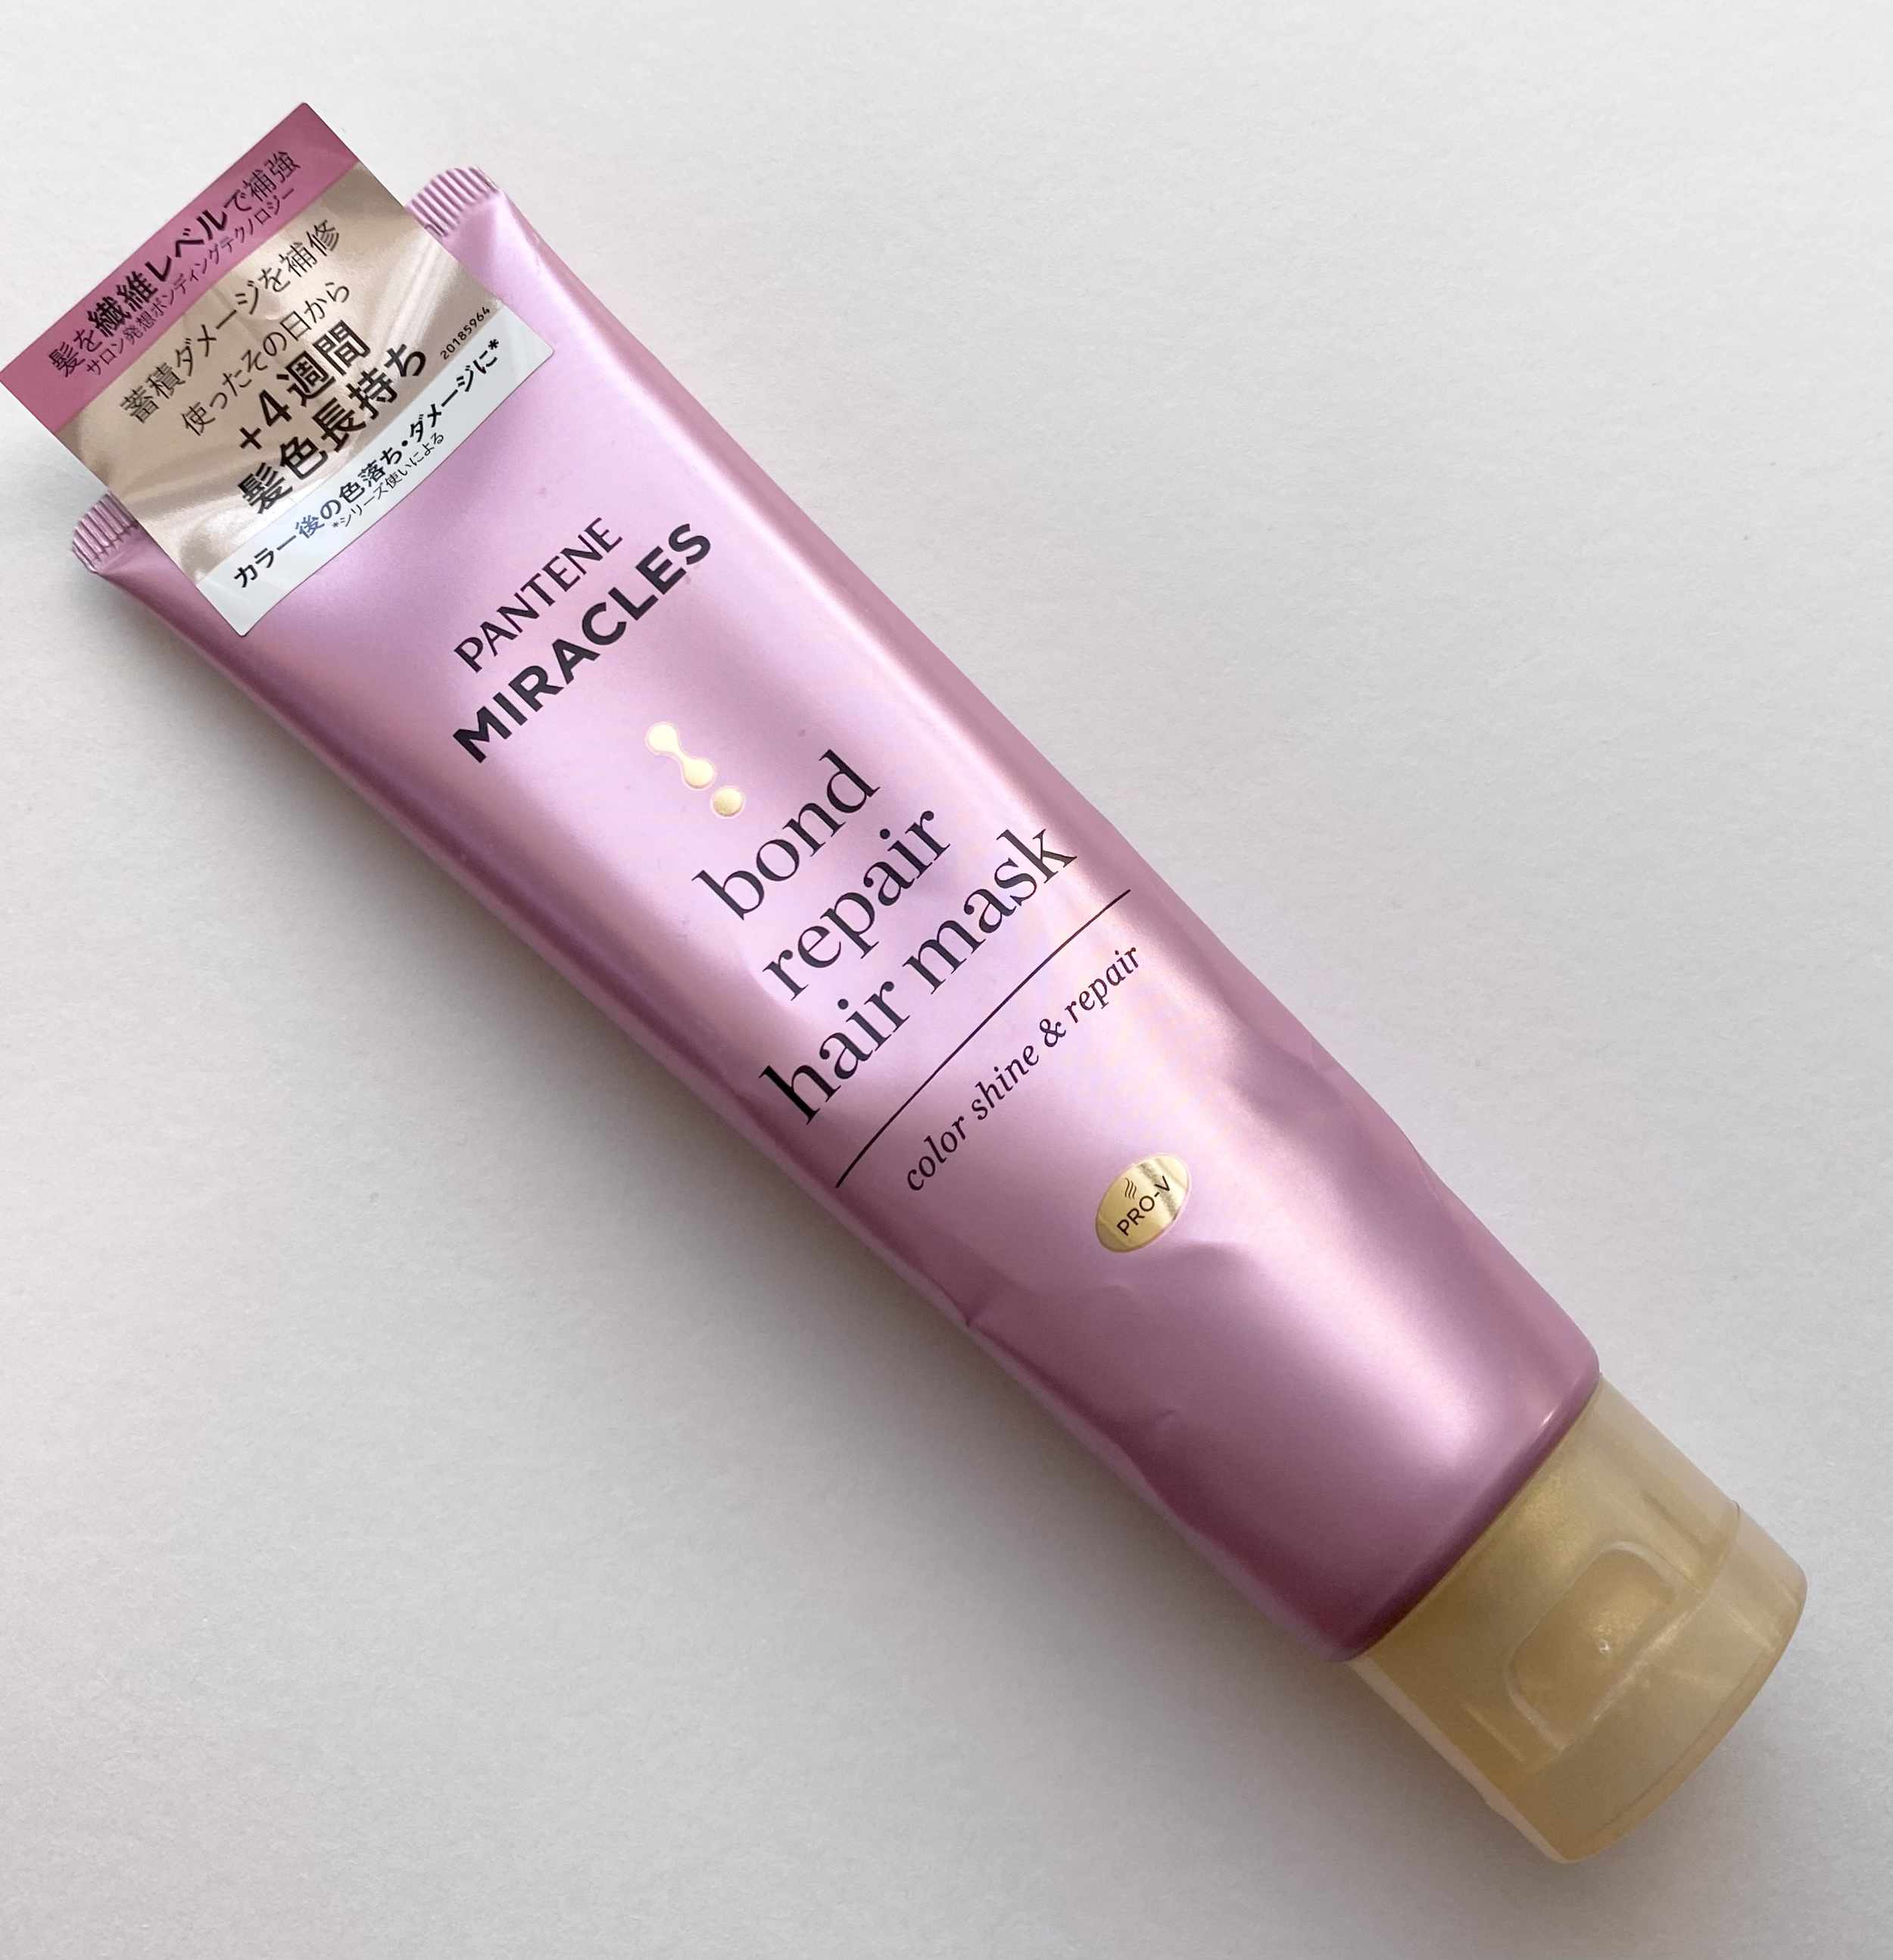 髪を繊維レベルで補強
サロン発想ボンディングテクノロジー
蓄積ダメージを補修
使ったその日から
+4週間
髪色長持ち
20185964
カラー後の色落ち・ダメージに*
*シリーズ使いによる
PANTENE
MIRACLES
bond
repair
hair mask
color shine & repair
PRO-V